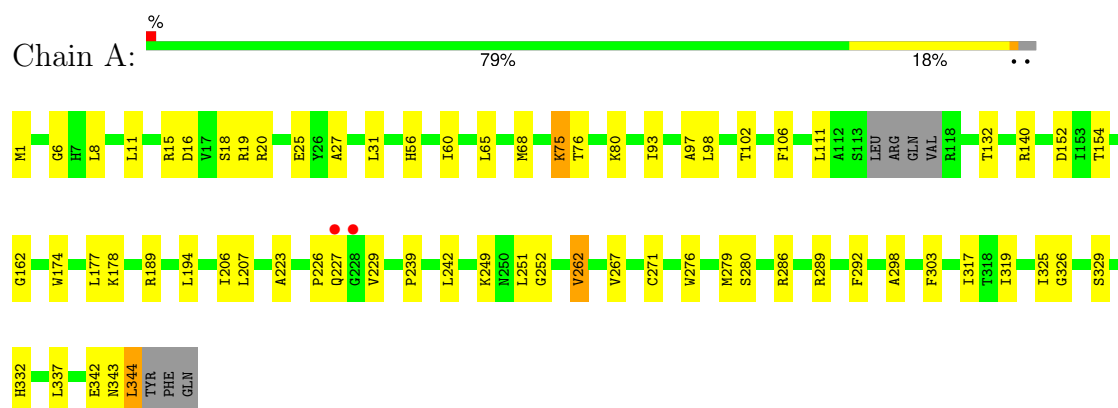 %
Chain A:
79% 18% • •
M1 G6 H7 L8 L11 R15 D16 V17 S18 R19 R20 E25 Y26 A27 L31 H56 I60 L65 M68 K75 T76 K80 I93 A97 L98 T102 F106 L111 A112 S113 LEU ARG GLN VAL R118 T132 R140 D152 I153 T154
G162 W174 L177 K178 R189 L194 I206 L207 A223 P226 Q227 G228 V229 P239 L242 K249 N250 L251 G252 V262 V267 C271 W276 M279 S280 R286 R289 F292 A298 F303 I317 T318 I319 I325 G326 S329
H332 L337 E342 N343 L344 TYR PHE GLN